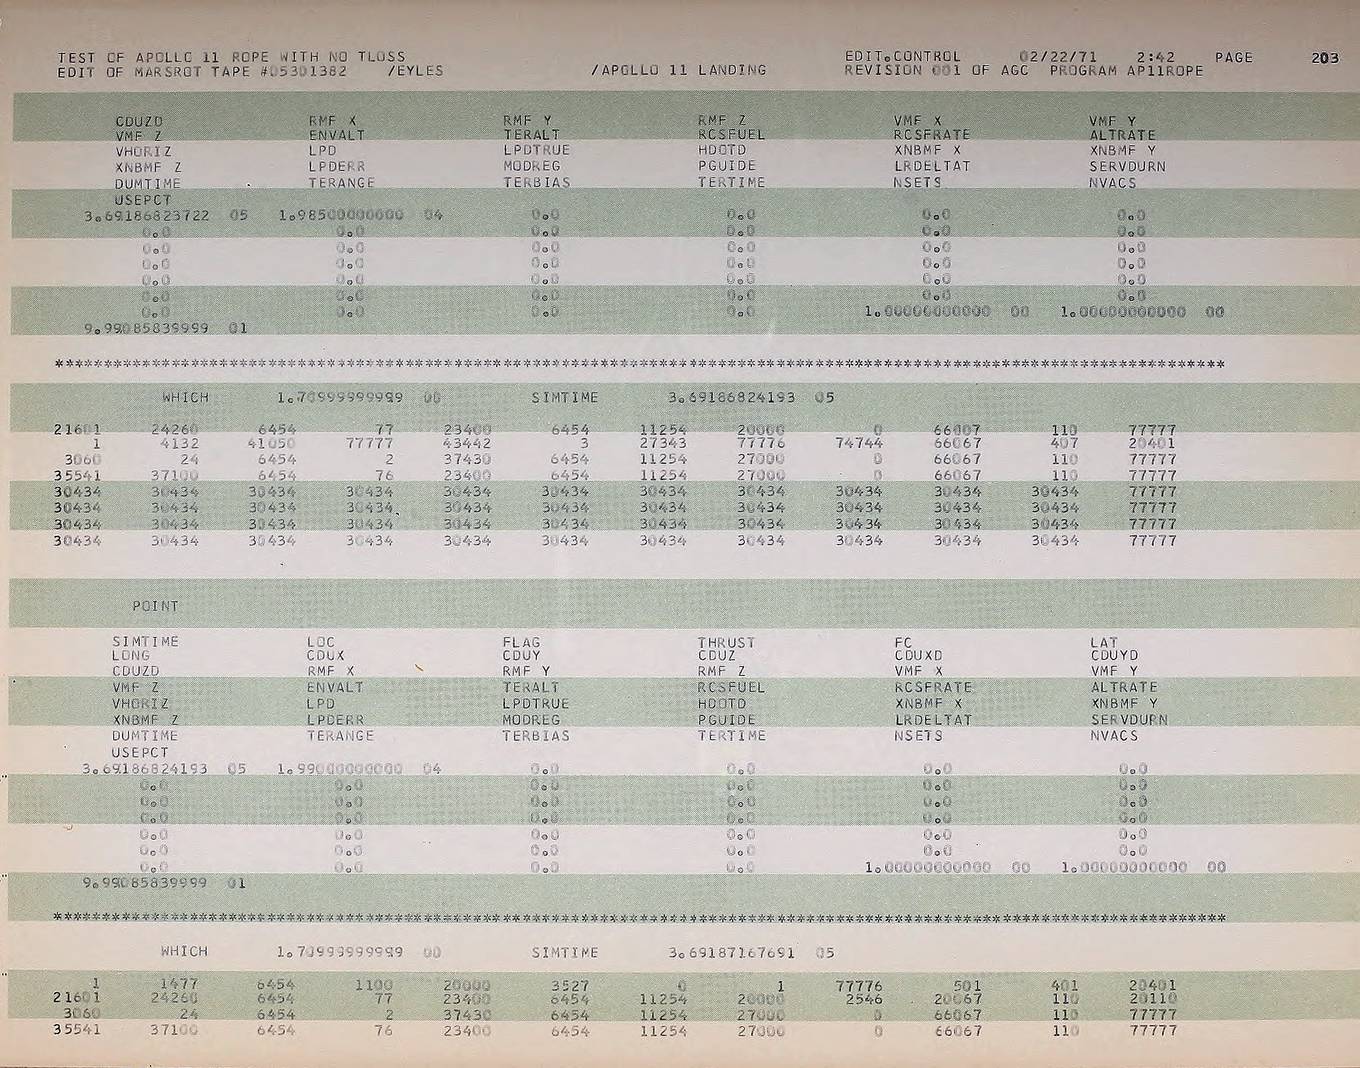 TEST OF APOLLO 11 ROPE WITH NO TLOSS EDIT.CONTROL 02/22/71 2:42 PAGE 203
EDIT OF MARSROT TAPE #05301382 /EYLES /APOLLO 11 LANDING REVISION 001 OF AGC PROGRAM AP11ROPE
CDUZD RMF X RMF Y RMF Z VMF X VMF Y
VMF Z ENVALT TERALT RCSFUEL RCSFRATE ALTRATE
VHORIZ LPD LPDTRUE HDOTD XNBMF X XNBMF Y
XNBMF Z LPDERR MODREG PGUIDE LRDELTAT SERVDURN
DUMTIME TERANGE TERBIAS TERTIME NSETS NVACS
USEPCT
3.69186823722 05 1.98500000000 04 0.0 0.0 0.0 0.0
0.0 0.0 0.0 0.0 0.0 0.0
0.0 0.0 0.0 0.0 0.0 0.0
0.0 0.0 0.0 0.0 0.0 0.0
0.0 0.0 0.0 0.0 0.0 0.0
0.0 0.0 0.0 0.0 0.0 0.0
0.0 0.0 0.0 0.0 1.00000000000 00 1.00000000000 00
9.99085839999 01
************************************************************************************************************************
WHICH 1.70999999999 00 SIMTIME 3.69186824193 05
21601 24260 6454 77 23400 6454 11254 20000 0 66007 110 77777
1 4132 41050 77777 43442 3 27343 77776 74744 66067 407 20401
3060 24 6454 2 37430 6454 11254 27000 0 66067 110 77777
35541 37100 6454 76 23400 6454 11254 27000 0 66067 110 77777
30434 30434 30434 30434 30434 30434 30434 30434 30434 30434 30434 77777
30434 30434 30434 30434 30434 30434 30434 30434 30434 30434 30434 77777
30434 30434 30434 30434 30434 30434 30434 30434 30434 30434 30434 77777
30434 30434 30434 30434 30434 30434 30434 30434 30434 30434 30434 77777
POINT
SIMTIME LOC FLAG THRUST FC LAT
LONG CDUX CDUY CDUZ CDUXD CDUYD
CDUZD RMF X RMF Y RMF Z VMF X VMF Y
VMF Z ENVALT TERALT RCSFUEL RCSFRATE ALTRATE
VHORIZ LPD LPDTRUE HDOTD XNBMF X XNBMF Y
XNBMF Z LPDERR MODREG PGUIDE LRDELTAT SERVDURN
DUMTIME TERANGE TERBIAS TERTIME NSETS NVACS
USEPCT
3.69186824193 05 1.99000000000 04 0.0 0.0 0.0 0.0
0.0 0.0 0.0 0.0 0.0 0.0
0.0 0.0 0.0 0.0 0.0 0.0
0.0 0.0 0.0 0.0 0.0 0.0
0.0 0.0 0.0 0.0 0.0 0.0
0.0 0.0 0.0 0.0 0.0 0.0
0.0 0.0 0.0 0.0 1.00000000000 00 1.00000000000 00
9.99085839999 01
************************************************************************************************************************
WHICH 1.70999999999 00 SIMTIME 3.69187167691 05
1 1477 6454 1100 20000 3527 0 1 77776 501 401 20401
21601 24260 6454 77 23400 6454 11254 20000 2546 20067 110 20110
3060 24 6454 2 37430 6454 11254 27000 0 66067 110 77777
35541 37100 6454 76 23400 6454 11254 27000 0 66067 110 77777